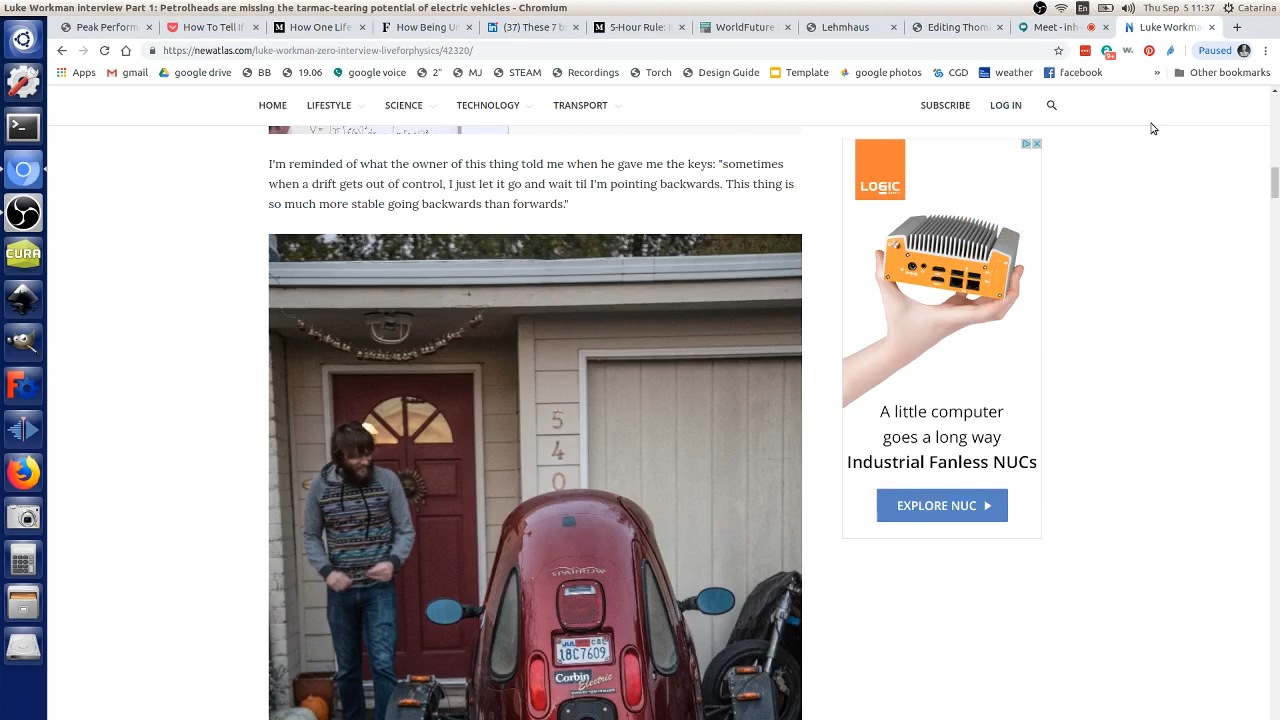 Luke Workman interview Part 1: Petrolheads are missing the tarmac-tearing potential of electric vehicles - Chromium
En
Thu Sep 5 11:37
Catarina
Peak Perform
How To Tell If
How One Life
How Being
(37) These 7 b
5-Hour Rule:
WorldFuture
Lehmhaus
Editing Thom
Meet - inh
Luke Workma
https://newatlas.com/luke-workman-zero-interview-liveforphysics/42320/
9+
Paused
Apps
gmail
google drive
BB
19.06
google voice
2"
MJ
STEAM
Recordings
Torch
Design Guide
Template
google photos
CGD
weather
facebook
»
Other bookmarks
HOME
LIFESTYLE
SCIENCE
TECHNOLOGY
TRANSPORT
SUBSCRIBE
LOG IN
I'm reminded of what the owner of this thing told me when he gave me the keys: "sometimes
when a drift gets out of control, I just let it go and wait til I'm pointing backwards. This thing is
so much more stable going backwards than forwards."
5
4
0
SPARROW
18C7609
Corbin
Electric
LOGIC
A little computer
goes a long way
Industrial Fanless NUCs
EXPLORE NUC
CURA